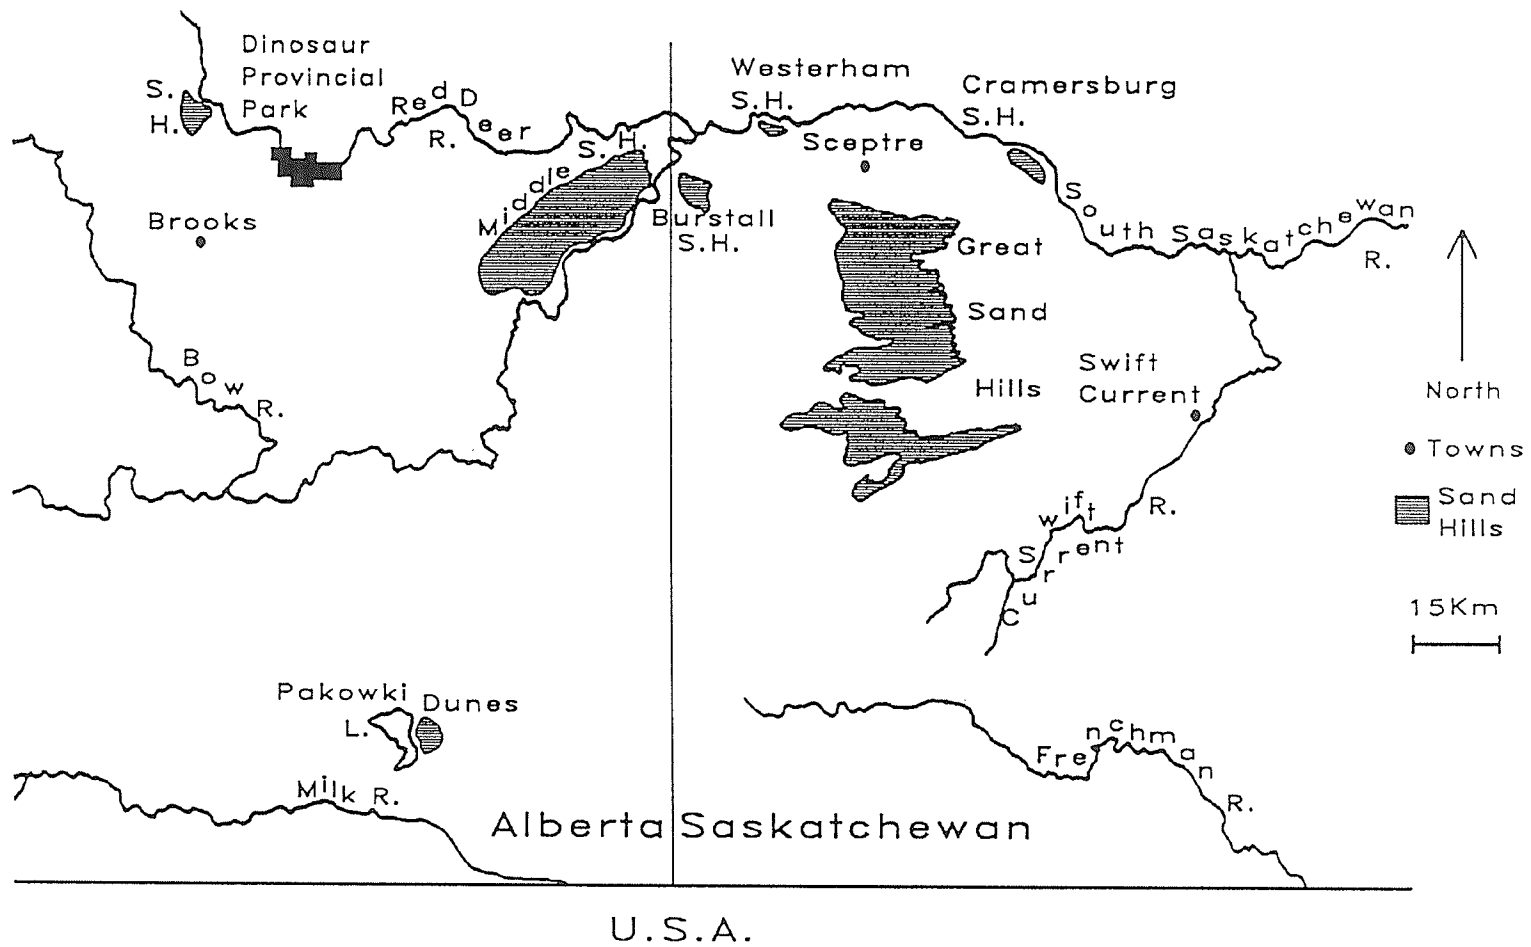 Dinosaur
Provincial
Park
S.
H.
Red Deer
R.
Westerham
S.H.
Cramersburg
S.H.
Sceptre
Middle S. H.
Burstall
S.H.
Brooks
South Saskatchewan
R.
Great
Sand
Hills
Bow R.
Swift
Current
North
Towns
Sand
Hills
Swift
Current
R.
15Km
Pakowki
L.
Dunes
Milk R.
Frenchman
R.
Alberta
Saskatchewan
U.S.A.